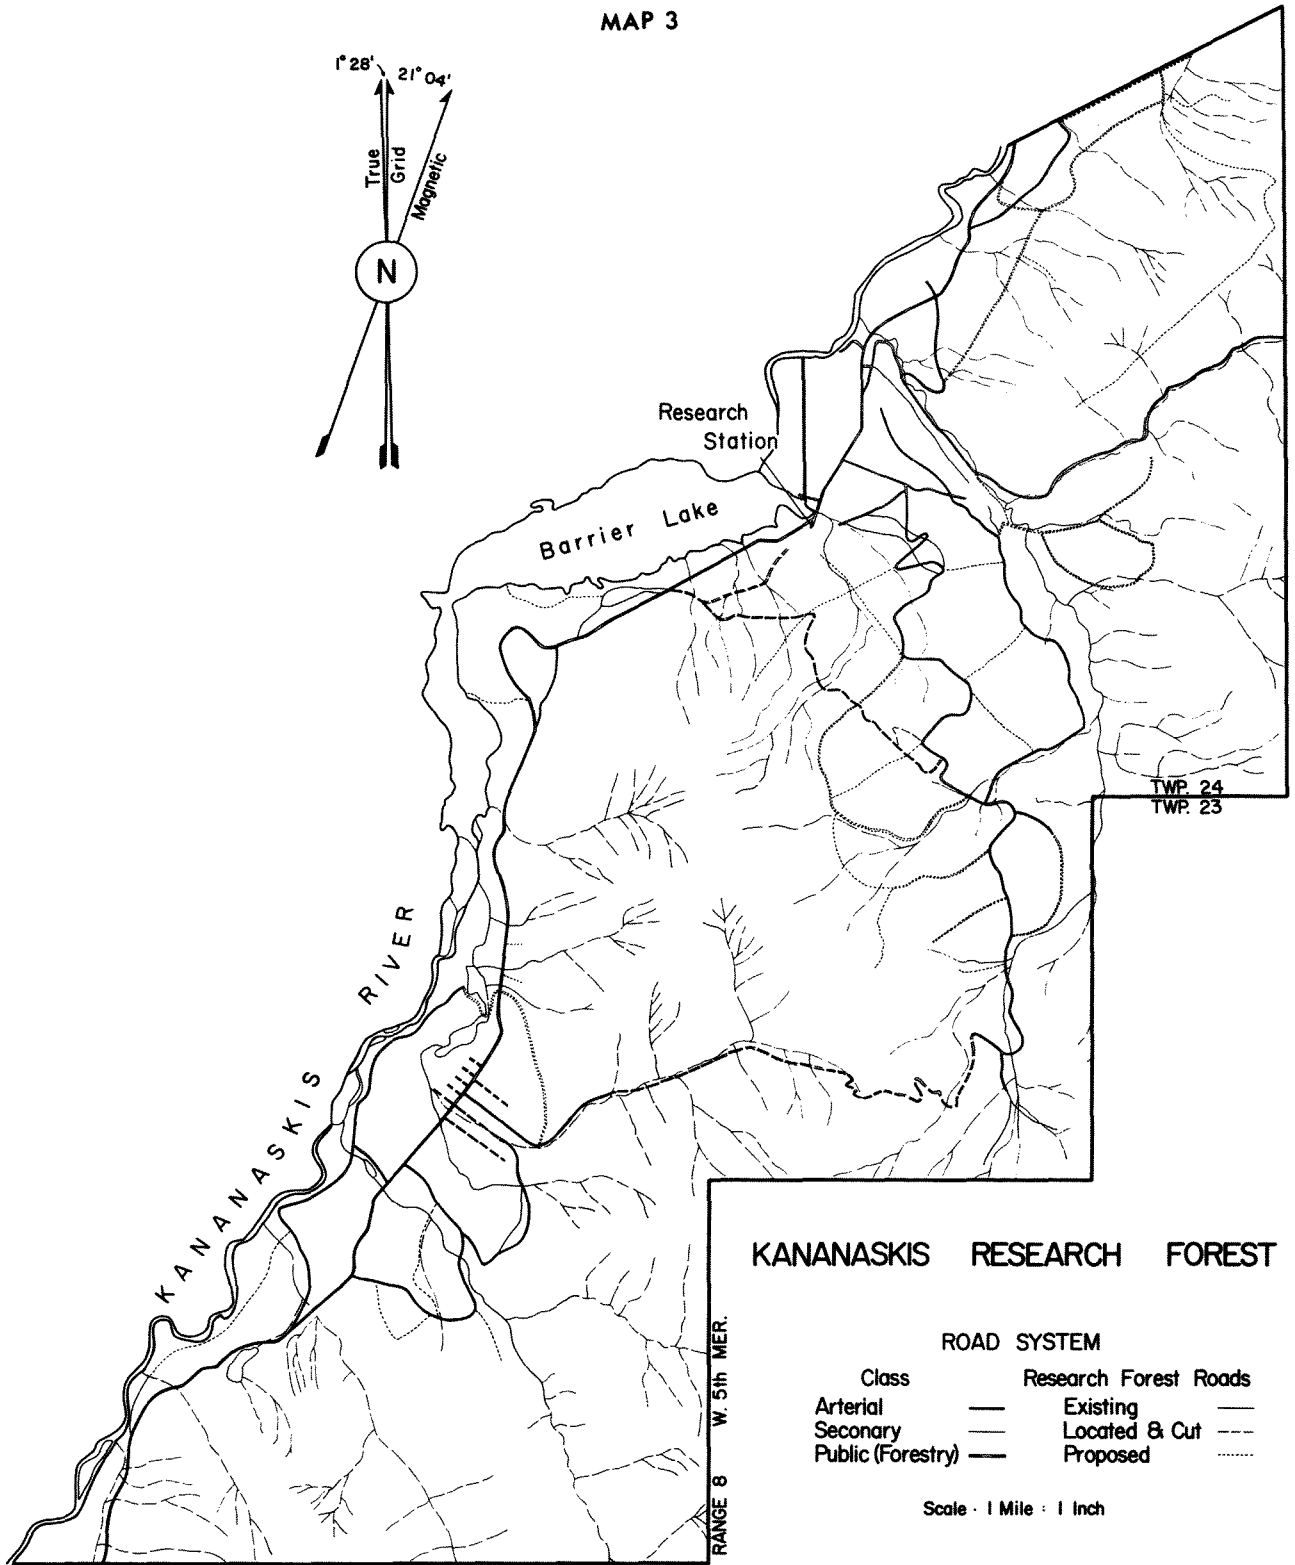 MAP 3
1° 28' 21° 04'
True
Grid
Magnetic
N
Research
Station
Barrier Lake
TWP. 24
TWP. 23
KANANASKIS RIVER
KANANASKIS RESEARCH FOREST
ROAD SYSTEM
Class Research Forest Roads
Arterial Existing
Seconary Located & Cut
Public (Forestry) Proposed
Scale · 1 Mile : 1 Inch
RANGE 8 W. 5th MER.